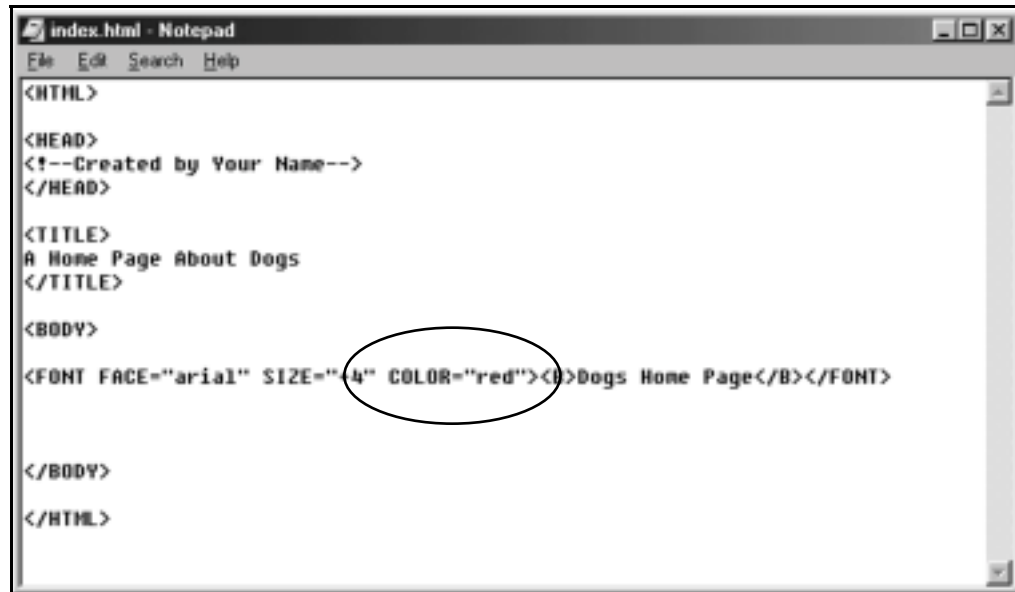 index.html - Notepad
File Edit Search Help
<HTML>
<HEAD>
<!--Created by Your Name-->
</HEAD>
<TITLE>
A Home Page About Dogs
</TITLE>
<BODY>
<FONT FACE="arial" SIZE="+4" COLOR="red"><B>Dogs Home Page</B></FONT>
</BODY>
</HTML>